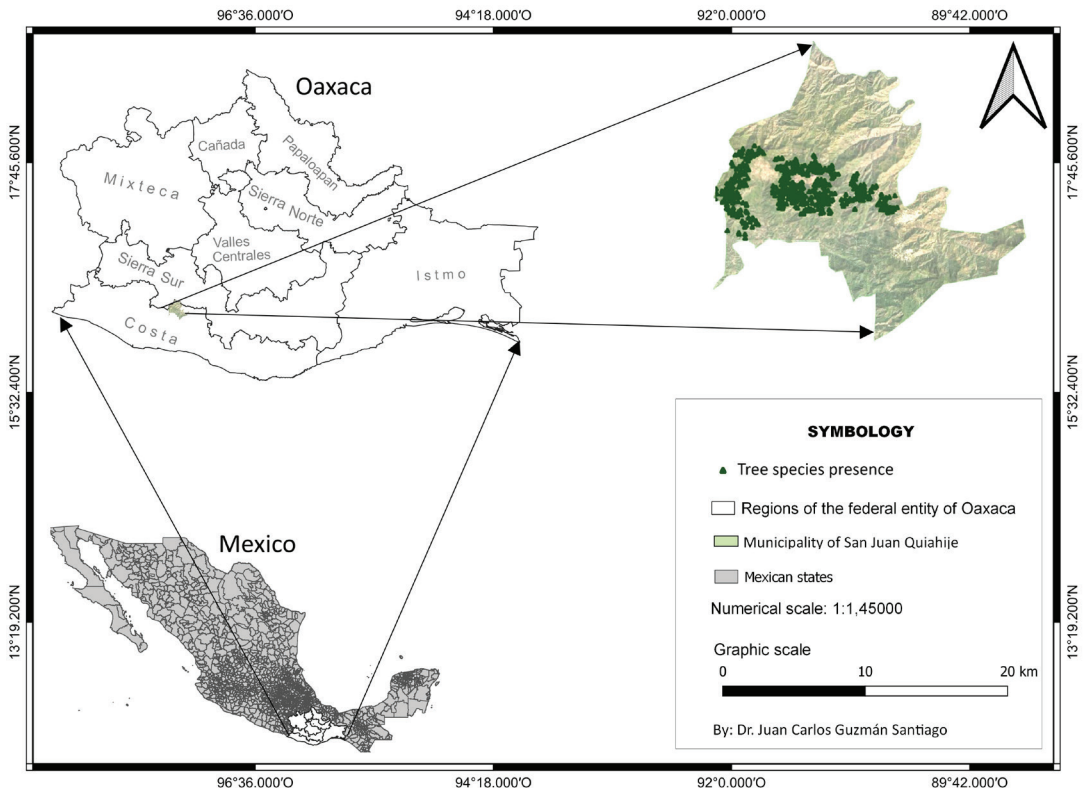 96°36.000′O 94°18.000′O 92°0.000′O 89°42.000′O
Oaxaca
Cañada
Papaloapan
Mixteca
Sierra Norte
Valles
Centrales
Sierra Sur
Istmo
Costa
17°45.600′N
17°45.600′N
15°32.400′N
15°32.400′N
13°19.200′N
13°19.200′N
Mexico
SYMBOLOGY
Tree species presence
Regions of the federal entity of Oaxaca
Municipality of San Juan Quiahije
Mexican states
Numerical scale: 1:1,45000
Graphic scale
0 10 20 km
By: Dr. Juan Carlos Guzmán Santiago
96°36.000′O 94°18.000′O 92°0.000′O 89°42.000′O